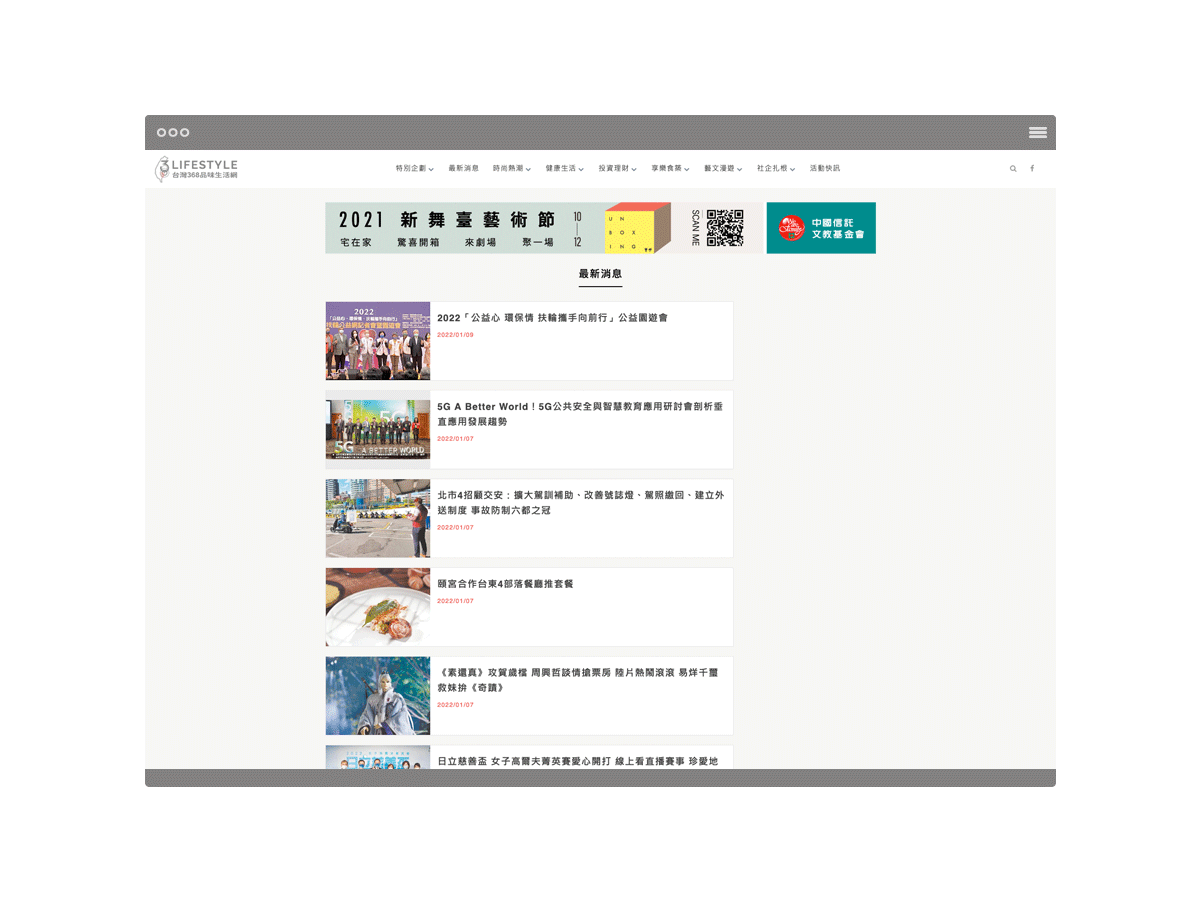 3 LIFESTYLE
台灣368品味生活網
特別企劃
最新消息
時尚熱潮
健康生活
投資理財
享樂食築
藝文漫遊
社企扎根
活動快訊
2021 新舞臺藝術節
宅在家 驚喜開箱 來劇場 聚一場
10
12
UN
BOX
ING
SCAN ME
中國信託
文教基金會
最新消息
2022
2022「公益心 環保情 扶輪攜手向前行」公益園遊會
2022/01/09
5G
A BETTER WORLD
5G A Better World！5G公共安全與智慧教育應用研討會剖析垂
直應用發展趨勢
2022/01/07
北市4招顧交安：擴大駕訓補助、改善號誌燈、駕照繳回、建立外
送制度 事故防制六都之冠
2022/01/07
頤宮合作台東4部落餐廳推套餐
2022/01/07
《素還真》攻賀歲檔 周興哲談情搶票房 陸片熱鬧滾滾 易烊千璽
救妹拚《奇蹟》
2022/01/07
日立慈善盃 女子高爾夫菁英賽愛心開打 線上看直播賽事 珍愛地